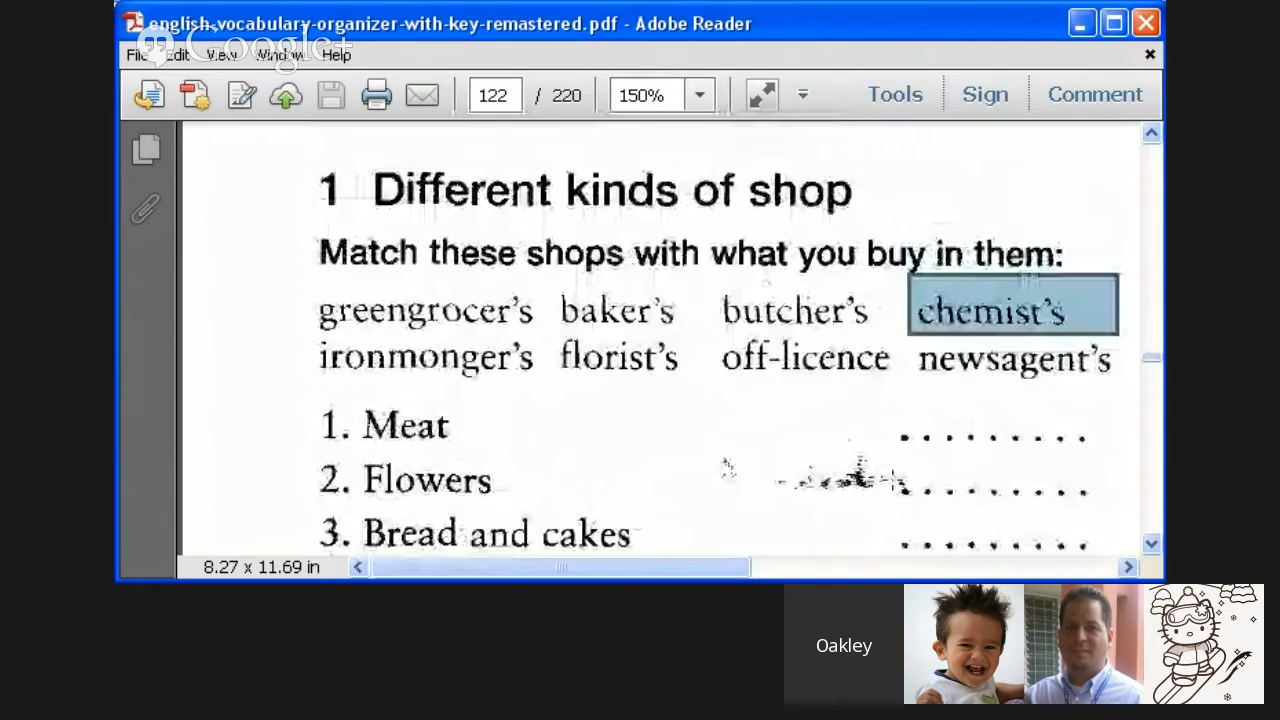 english-vocabulary-organizer-with-key-remastered.pdf - Adobe Reader
Google+
File Edit View Window Help
122 / 220 150% Tools Sign Comment
1 Different kinds of shop
Match these shops with what you buy in them:
greengrocer's baker's butcher's chemist's
ironmonger's florist's off-licence newsagent's
1. Meat .........
2. Flowers .........
3. Bread and cakes .........
8.27 x 11.69 in
Oakley